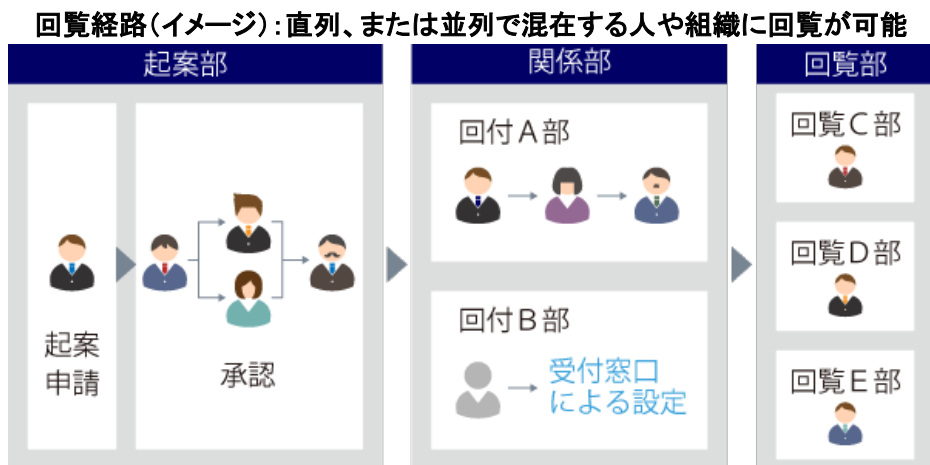 回覧経路（イメージ）：直列、または並列で混在する人や組織に回覧が可能
起案部
起案
申請
承認
関係部
回付Ａ部
回付Ｂ部
受付窓口
による設定
回覧部
回覧Ｃ部
回覧Ｄ部
回覧Ｅ部